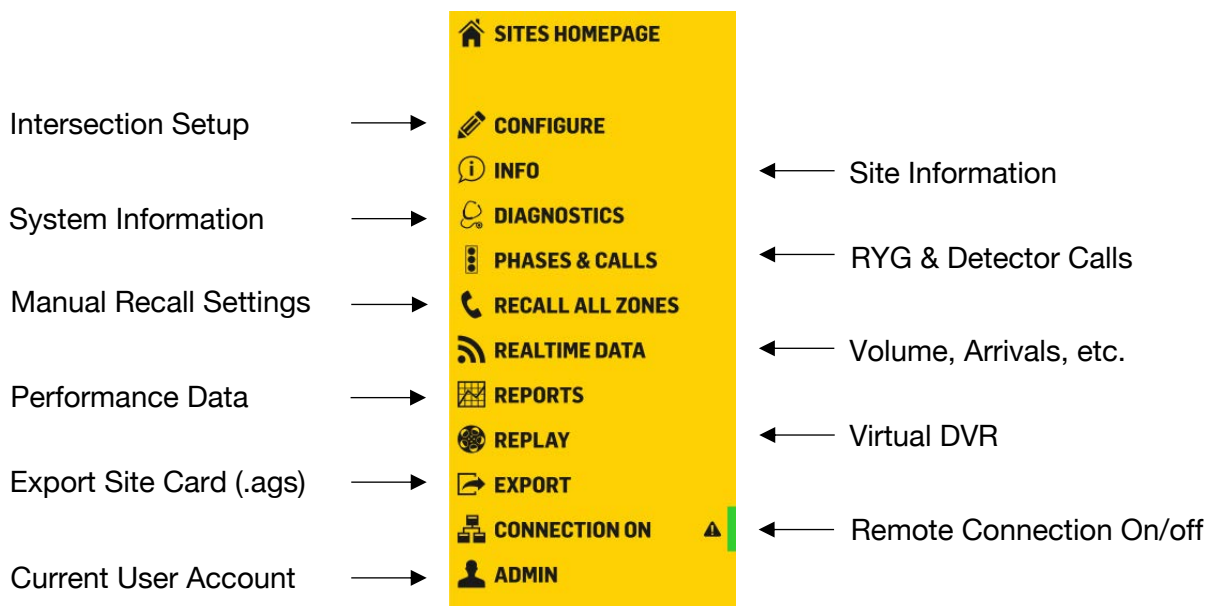 SITES HOMEPAGE
Intersection Setup
CONFIGURE
INFO
Site Information
System Information
DIAGNOSTICS
PHASES & CALLS
RYG & Detector Calls
Manual Recall Settings
RECALL ALL ZONES
REALTIME DATA
Volume, Arrivals, etc.
Performance Data
REPORTS
REPLAY
Virtual DVR
Export Site Card (.ags)
EXPORT
CONNECTION ON
Remote Connection On/off
Current User Account
ADMIN